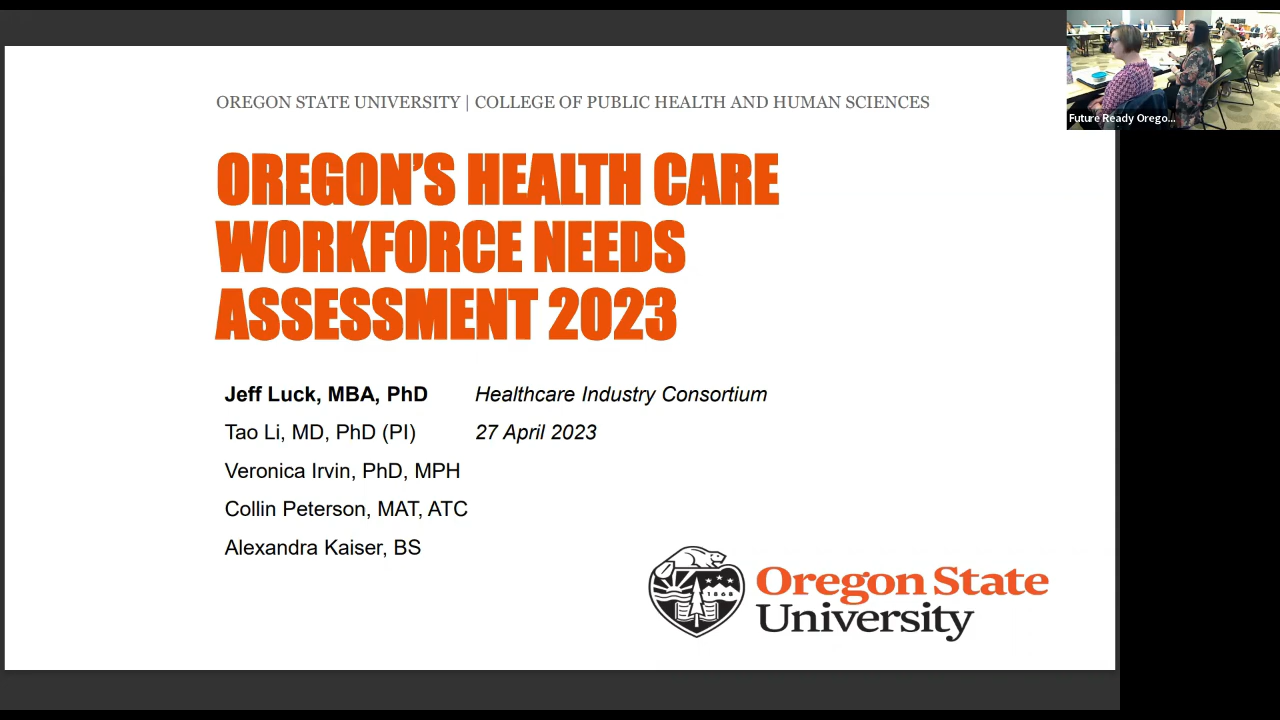 OREGON STATE UNIVERSITY | COLLEGE OF PUBLIC HEALTH AND HUMAN SCIENCES
OREGON'S HEALTH CARE
WORKFORCE NEEDS
ASSESSMENT 2023
Jeff Luck, MBA, PhD
Tao Li, MD, PhD (PI)
Veronica Irvin, PhD, MPH
Collin Peterson, MAT, ATC
Alexandra Kaiser, BS
Healthcare Industry Consortium
27 April 2023
1868
Oregon State
University
Future Ready Orego...